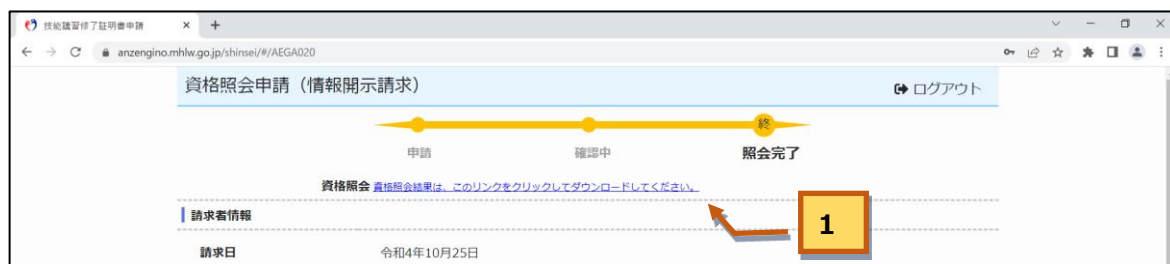 技能講習修了証明書申請
anzengino.mhlw.go.jp/shinsei/#/AEGA020
資格照会申請（情報開示請求）
ログアウト
終
申請 確認中 照会完了
資格照会 資格照会結果は、このリンクをクリックしてダウンロードしてください。
請求者情報
1
請求日 令和4年10月25日